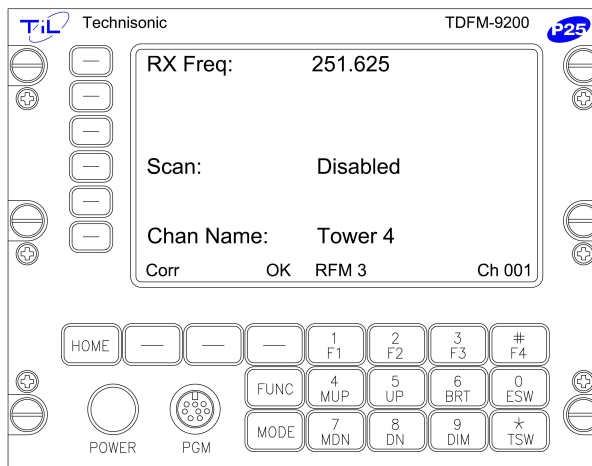 TiL Technisonic TDFM-9200 P25
RX Freq: 251.625
Scan: Disabled
Chan Name: Tower 4
Corr OK RFM 3 Ch 001
HOME 1 F1 2 F2 3 F3 # F4
FUNC 4 MUP 5 UP 6 BRT 0 ESW
MODE 7 MDN 8 DN 9 DIM * TSW
POWER PGM